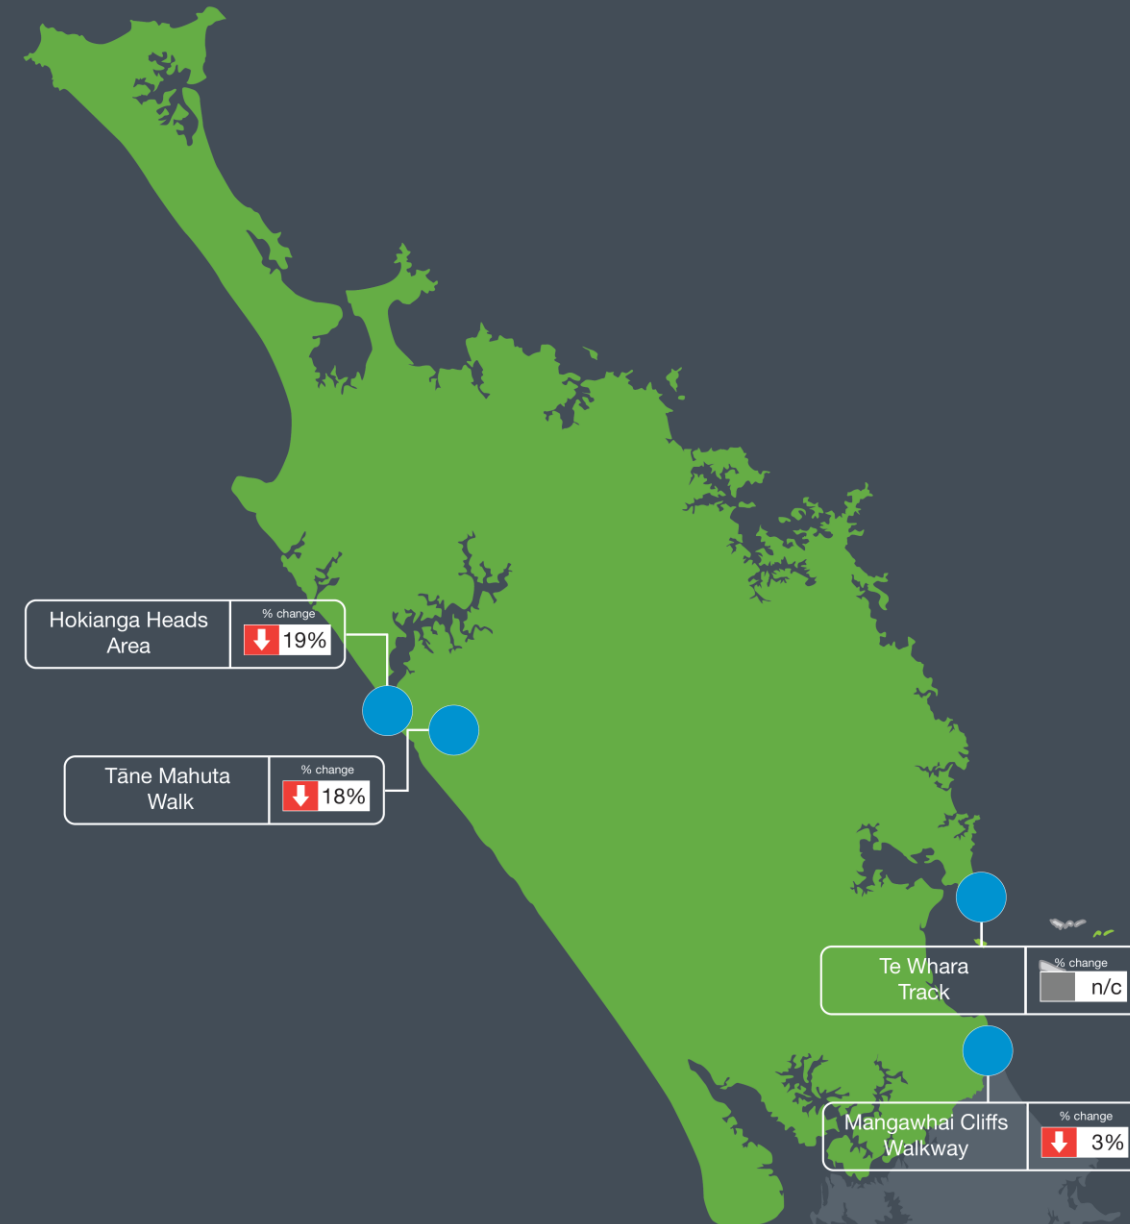 Hokianga Heads
Area
% change
19%
Tāne Mahuta
Walk
% change
18%
Te Whara
Track
% change
n/c
Mangawhai Cliffs
Walkway
% change
3%